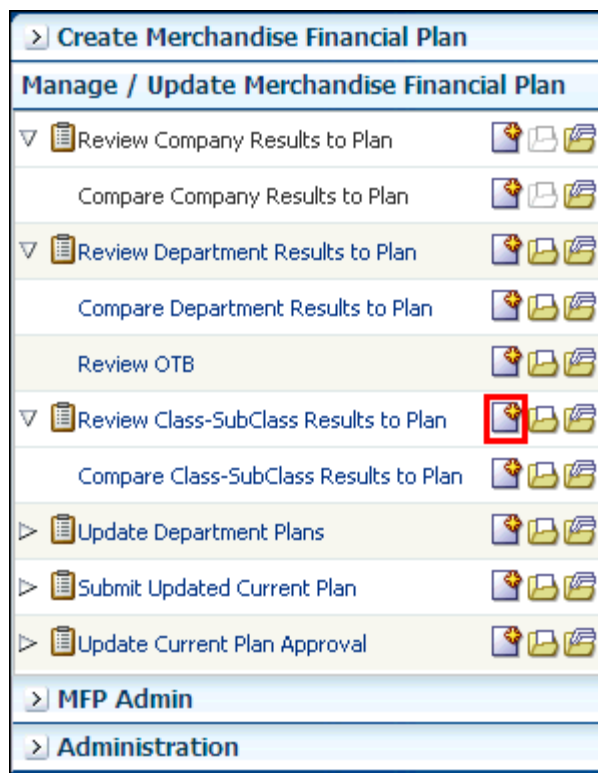 Create Merchandise Financial Plan
Manage / Update Merchandise Financial Plan
Review Company Results to Plan
Compare Company Results to Plan
Review Department Results to Plan
Compare Department Results to Plan
Review OTB
Review Class-SubClass Results to Plan
Compare Class-SubClass Results to Plan
Update Department Plans
Submit Updated Current Plan
Update Current Plan Approval
MFP Admin
Administration